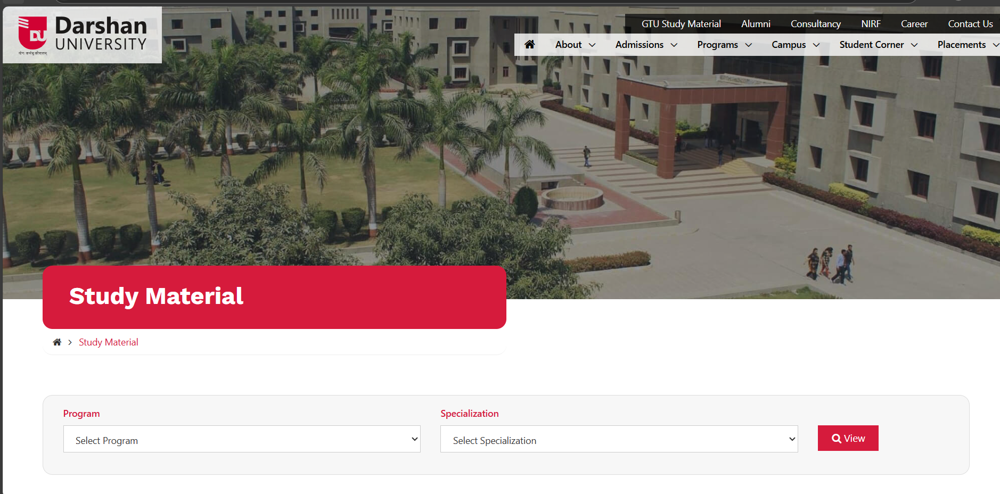 Darshan
UNIVERSITY
DU
योगः कर्मसु कौशलम्
GTU Study Material Alumni Consultancy NIRF Career Contact Us
About Admissions Programs Campus Student Corner Placements
Study Material
Study Material
Program Specialization
Select Program Select Specialization View